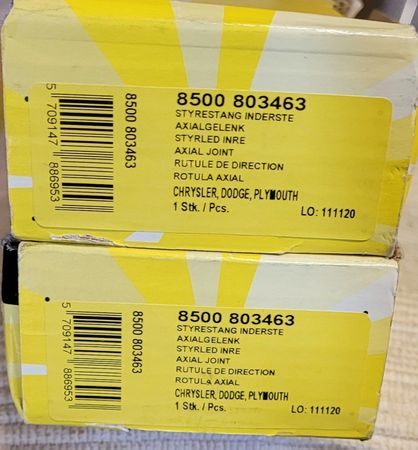 5 709147 886953
8500 803463
8500 803463
STYRESTANG INDERSTE
AXIALGELENK
STYRLED INRE
AXIAL JOINT
RUTULE DE DIRECTION
ROTULA AXIAL
CHRYSLER, DODGE, PLYMOUTH
1 Stk. / Pcs. LO: 111120
5 709147 886953
8500 803463
8500 803463
STYRESTANG INDERSTE
AXIALGELENK
STYRLED INRE
AXIAL JOINT
RUTULE DE DIRECTION
ROTULA AXIAL
CHRYSLER, DODGE, PLYMOUTH
1 Stk. / Pcs. LO: 111120